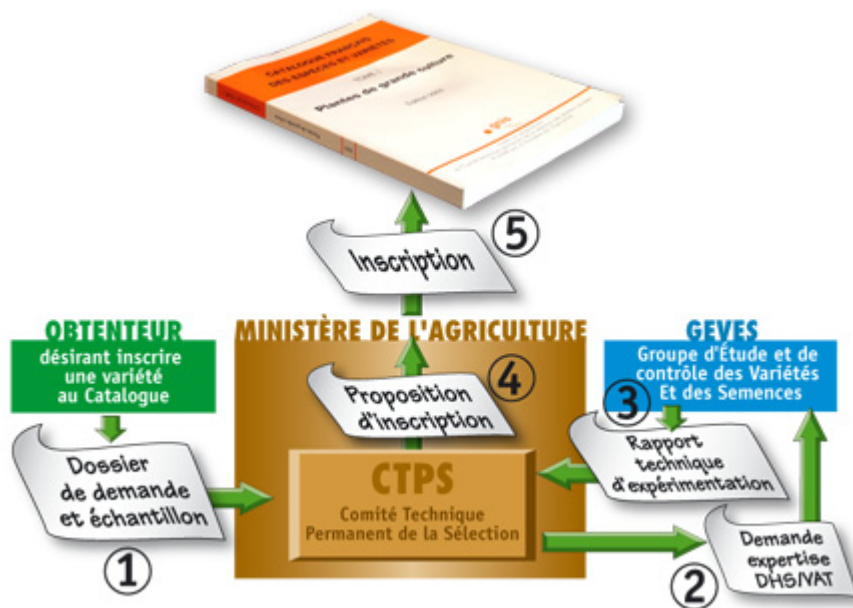 CATALOGUE FRANÇAIS
DES ESPÈCES ET VARIÉTÉS
Plantes de grande culture
Inscription
5
OBTENTEUR
désirant inscrire
une variété
au Catalogue
MINISTÈRE DE L'AGRICULTURE
GEVES
Groupe d'Étude et de
contrôle des Variétés
Et des Semences
Proposition
d'inscription
4
3
Rapport
technique
d'expérimentation
Dossier
de demande
et échantillon
1
CTPS
Comité Technique
Permanent de la Sélection
2
Demande
expertise
DHS/VAT